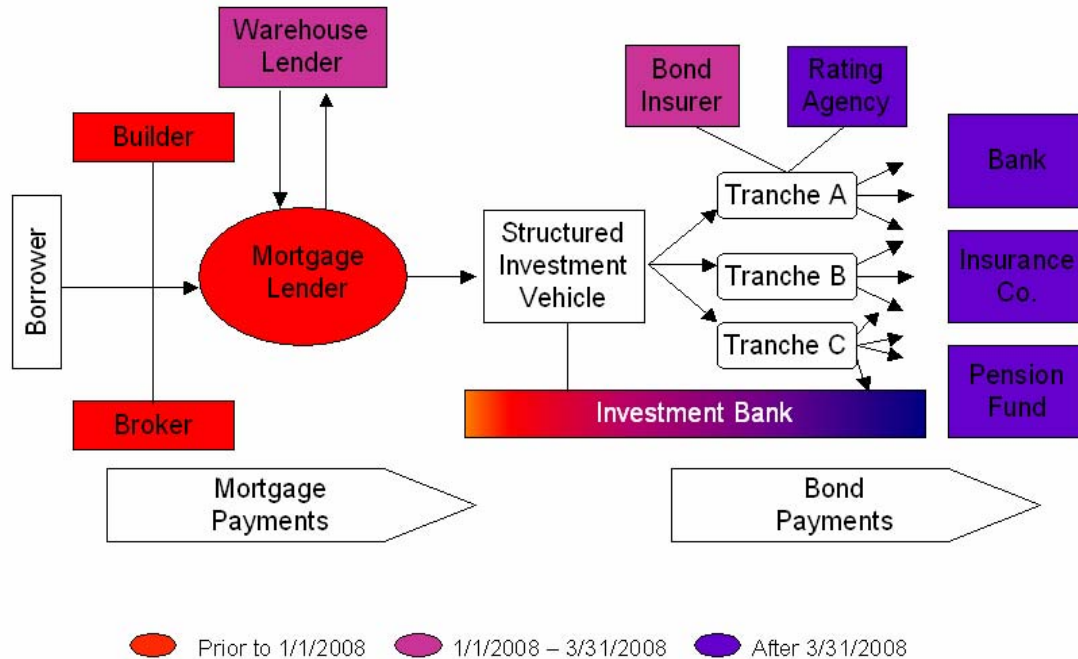 Warehouse
Lender
Bond
Insurer
Rating
Agency
Builder
Bank
Tranche A
Borrower
Mortgage
Lender
Structured
Investment
Vehicle
Tranche B
Insurance
Co.
Tranche C
Pension
Fund
Broker
Investment Bank
Mortgage
Payments
Bond
Payments
Prior to 1/1/2008
1/1/2008 – 3/31/2008
After 3/31/2008